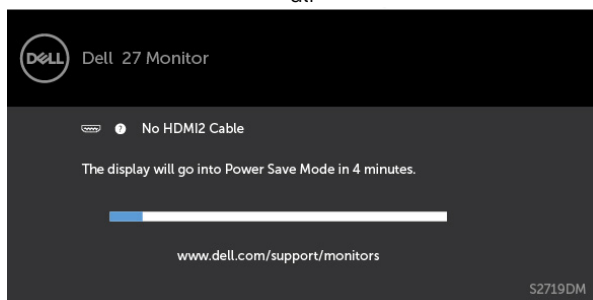 DELL
Dell 27 Monitor
? No HDMI2 Cable
The display will go into Power Save Mode in 4 minutes.
www.dell.com/support/monitors
S2719DM